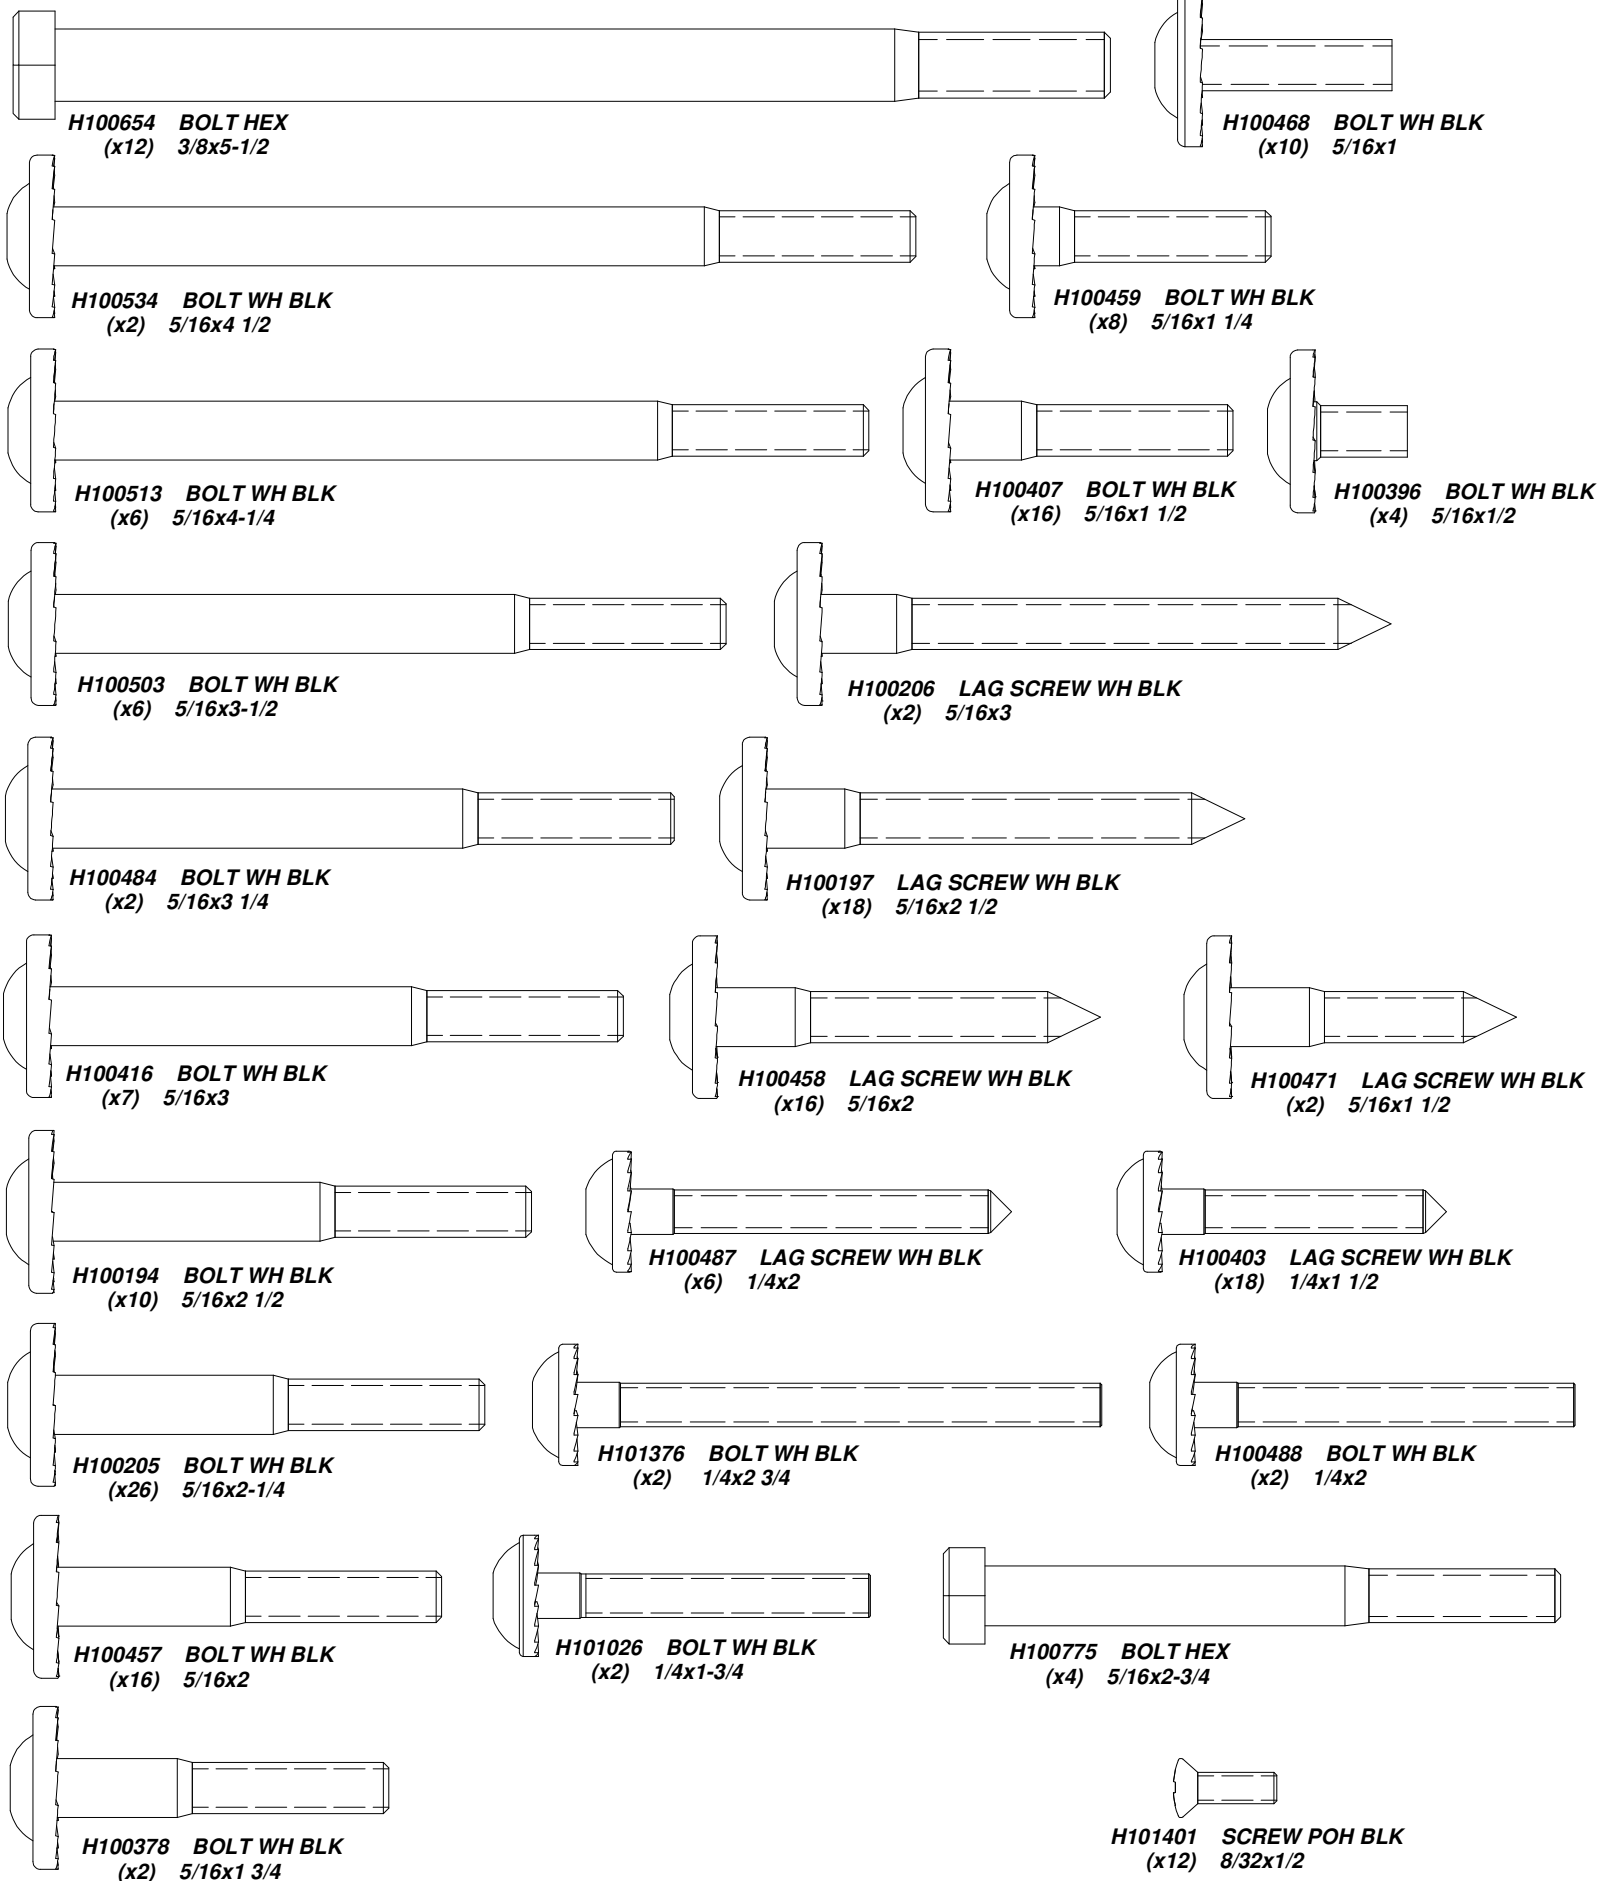 H100654 BOLT HEX
(x12) 3/8x5-1/2
H100468 BOLT WH BLK
(x10) 5/16x1
H100534 BOLT WH BLK
(x2) 5/16x4 1/2
H100459 BOLT WH BLK
(x8) 5/16x1 1/4
H100513 BOLT WH BLK
(x6) 5/16x4-1/4
H100407 BOLT WH BLK
(x16) 5/16x1 1/2
H100396 BOLT WH BLK
(x4) 5/16x1/2
H100503 BOLT WH BLK
(x6) 5/16x3-1/2
H100206 LAG SCREW WH BLK
(x2) 5/16x3
H100484 BOLT WH BLK
(x2) 5/16x3 1/4
H100197 LAG SCREW WH BLK
(x18) 5/16x2 1/2
H100416 BOLT WH BLK
(x7) 5/16x3
H100458 LAG SCREW WH BLK
(x16) 5/16x2
H100471 LAG SCREW WH BLK
(x2) 5/16x1 1/2
H100194 BOLT WH BLK
(x10) 5/16x2 1/2
H100487 LAG SCREW WH BLK
(x6) 1/4x2
H100403 LAG SCREW WH BLK
(x18) 1/4x1 1/2
H100205 BOLT WH BLK
(x26) 5/16x2-1/4
H101376 BOLT WH BLK
(x2) 1/4x2 3/4
H100488 BOLT WH BLK
(x2) 1/4x2
H100457 BOLT WH BLK
(x16) 5/16x2
H101026 BOLT WH BLK
(x2) 1/4x1-3/4
H100775 BOLT HEX
(x4) 5/16x2-3/4
H100378 BOLT WH BLK
(x2) 5/16x1 3/4
H101401 SCREW POH BLK
(x12) 8/32x1/2